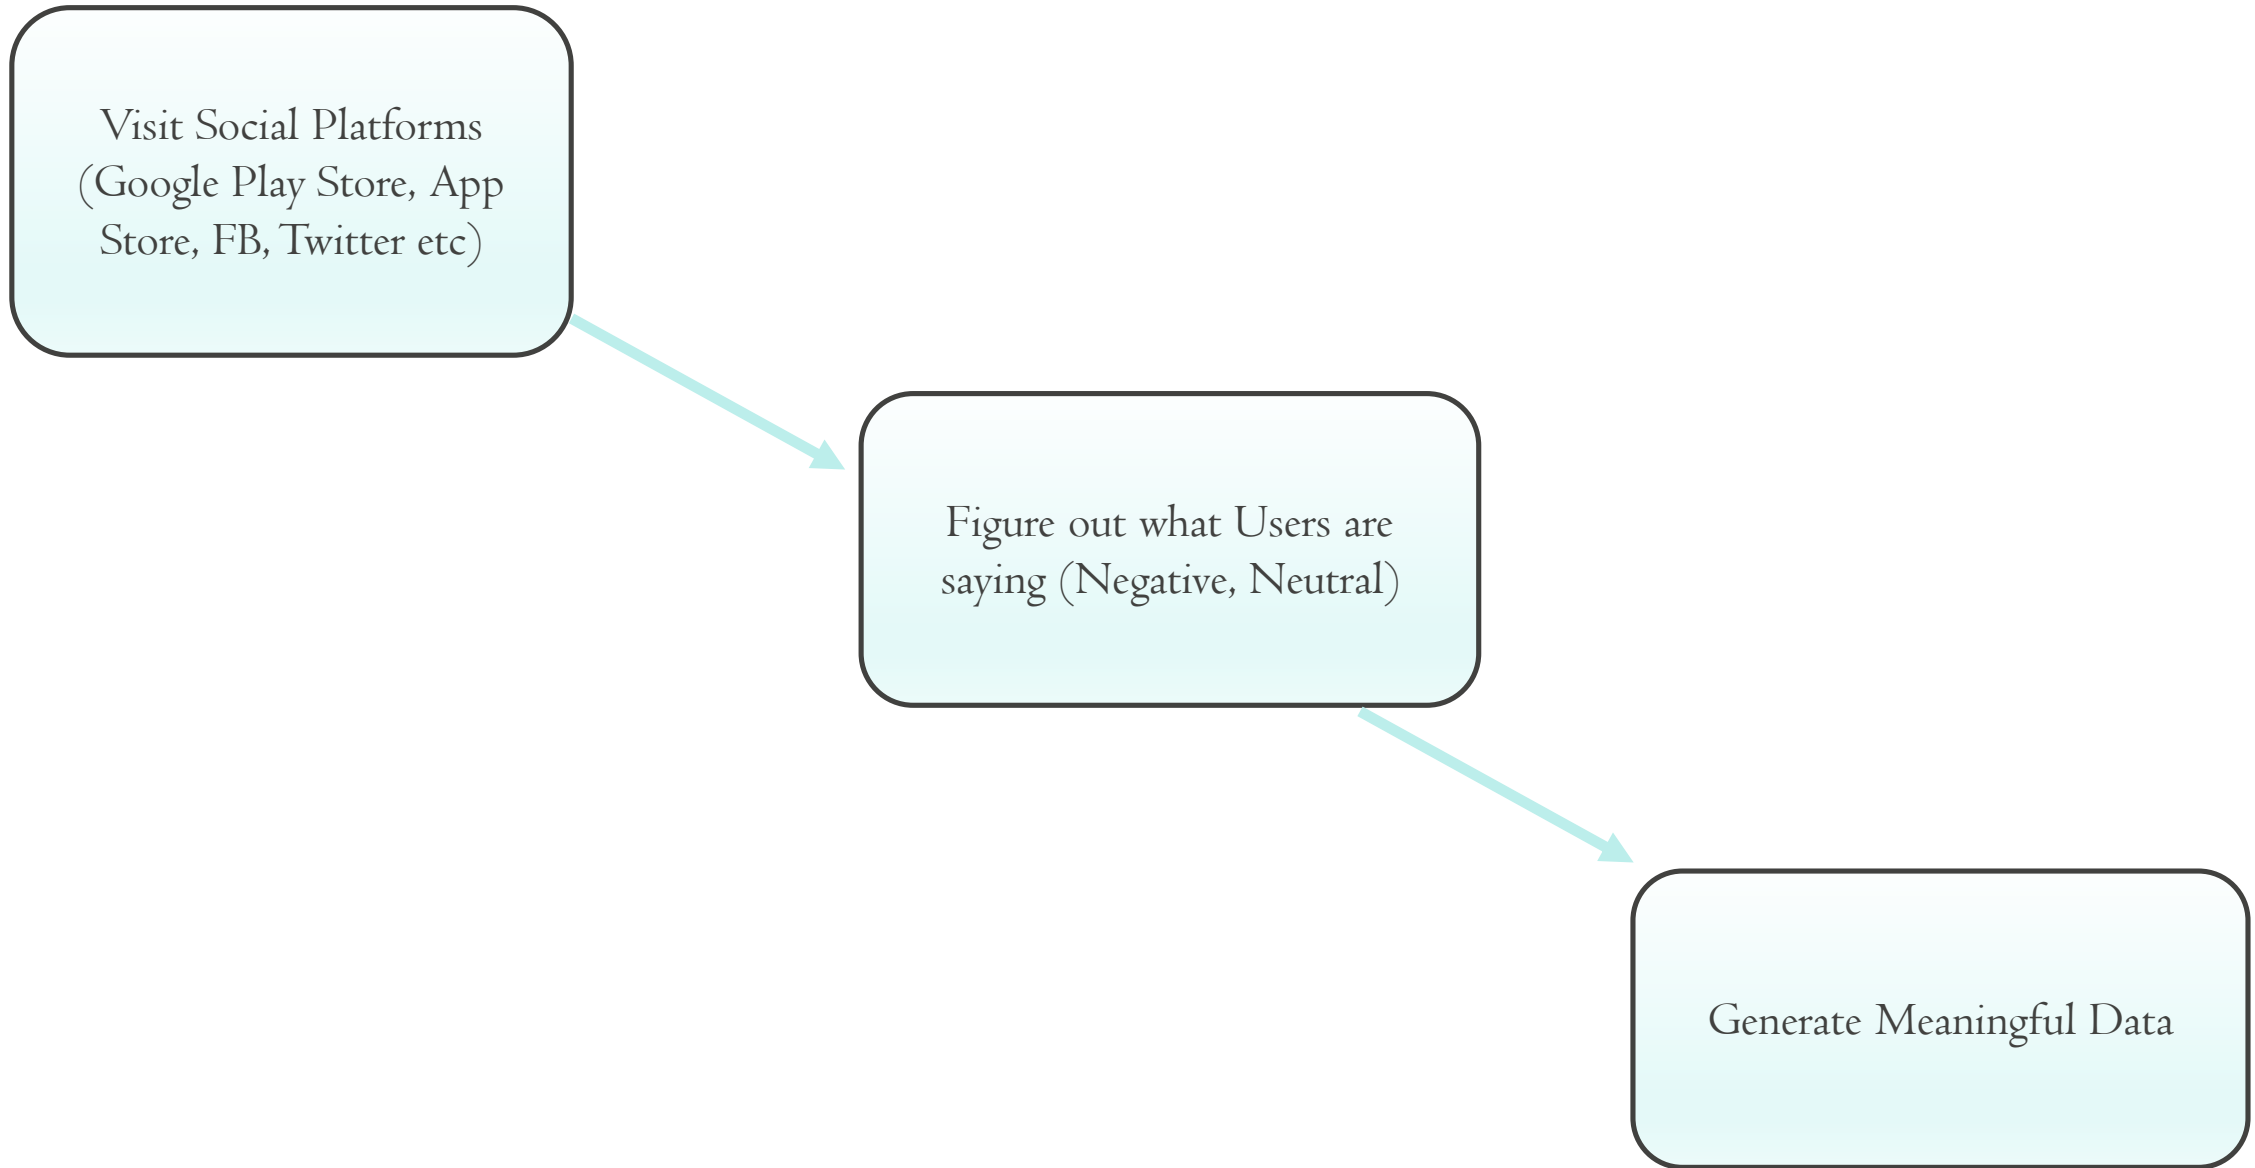 Visit Social Platforms
(Google Play Store, App
Store, FB, Twitter etc)
Figure out what Users are
saying (Negative, Neutral)
Generate Meaningful Data